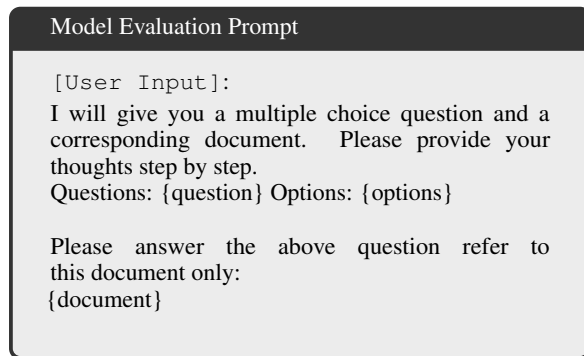 Model Evaluation Prompt
[User Input]:
I will give you a multiple choice question and a
corresponding document. Please provide your
thoughts step by step.
Questions: {question} Options: {options}
Please answer the above question refer to
this document only:
{document}